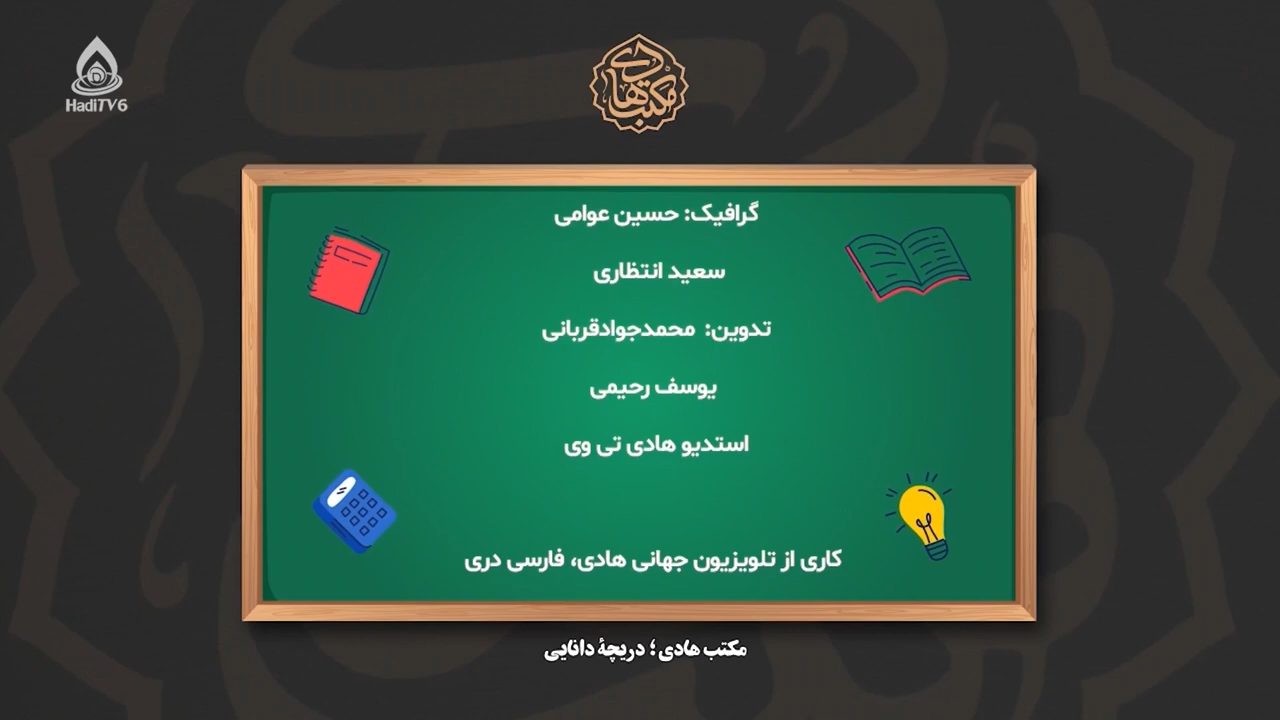 HadiTV6
مکتب هادی
گرافیک: حسین عوامی
سعید انتظاری
تدوین: محمدجوادقربانی
یوسف رحیمی
استدیو هادی تی وی
کاری از تلویزیون جهانی هادی، فارسی دری
مکتب هادی؛ دریچهٔ دانایی